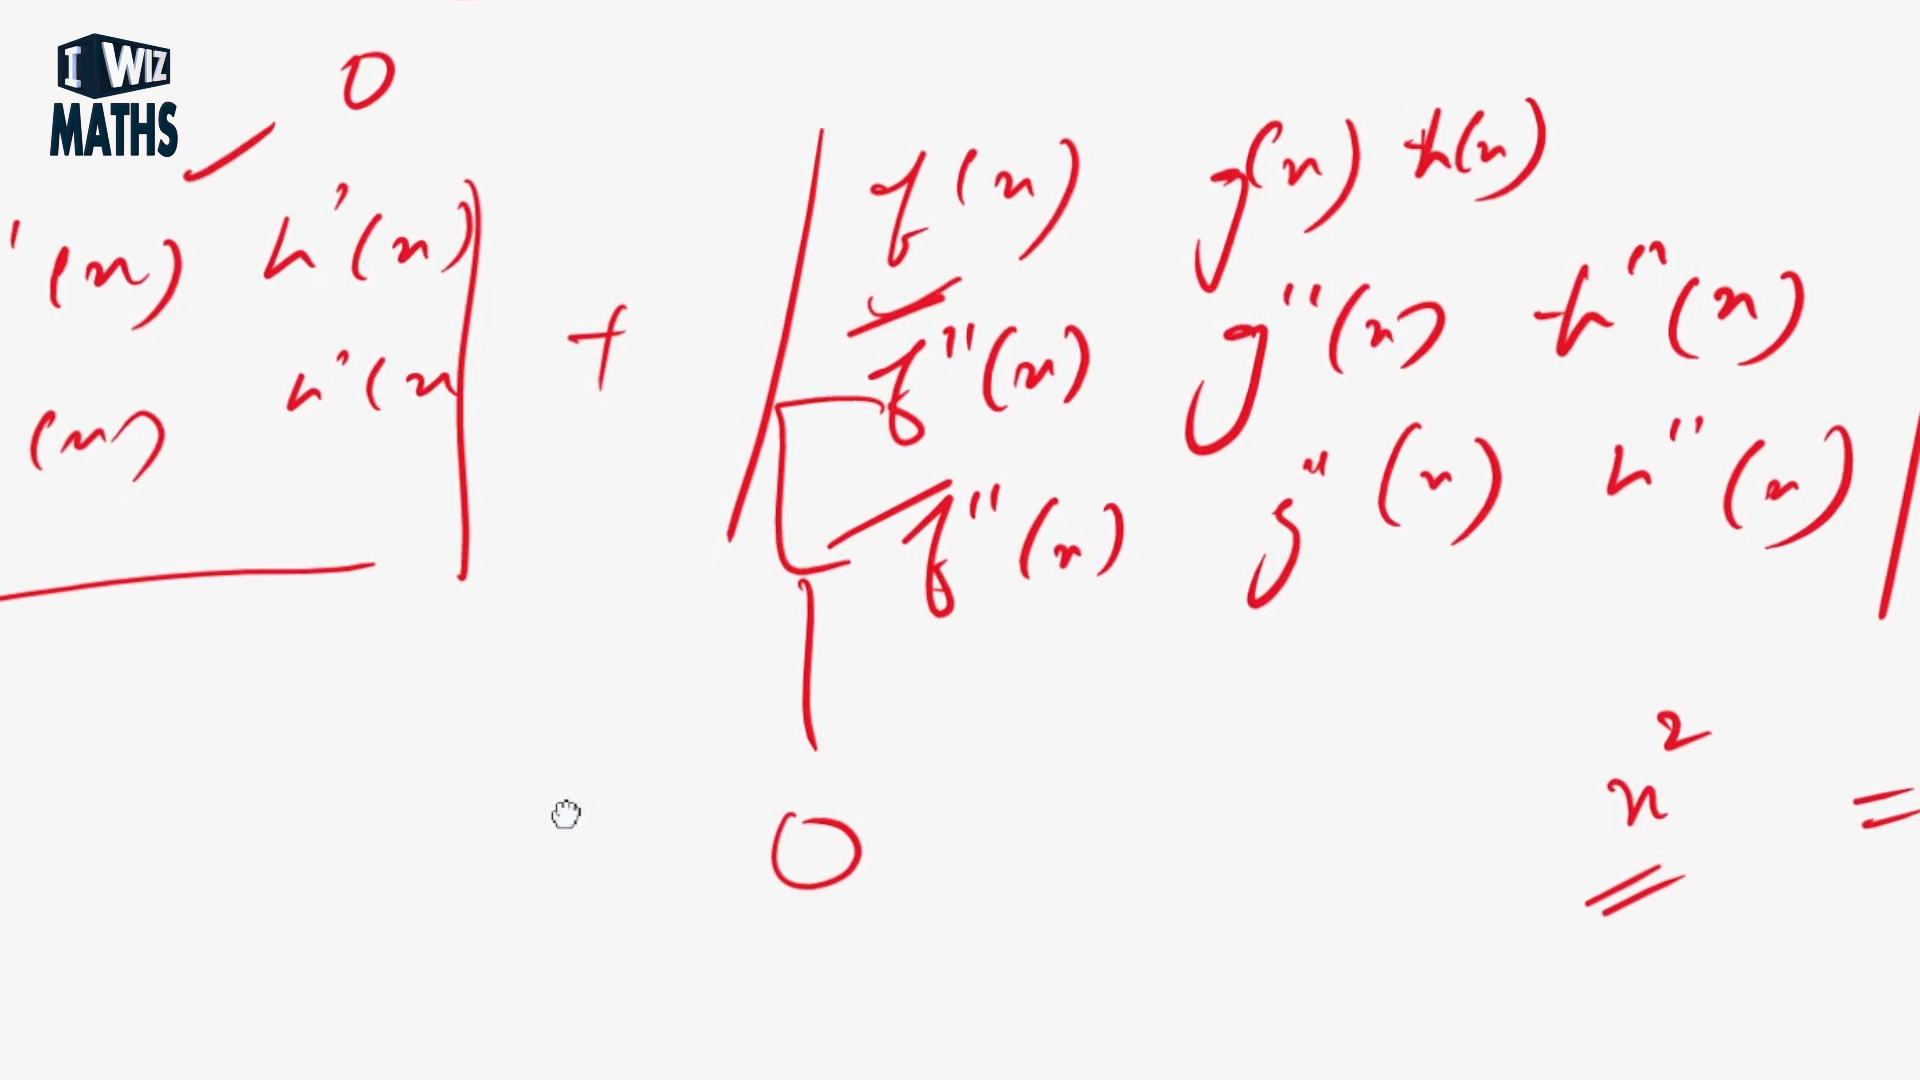 I WIZ
MATHS
0
'(x) h'(x)
(x) h'(x
+
f(x) g(x) h(x)
f''(x) g''(x) h''(x)
f''(x) g''(x) h''(x)
0
x² =